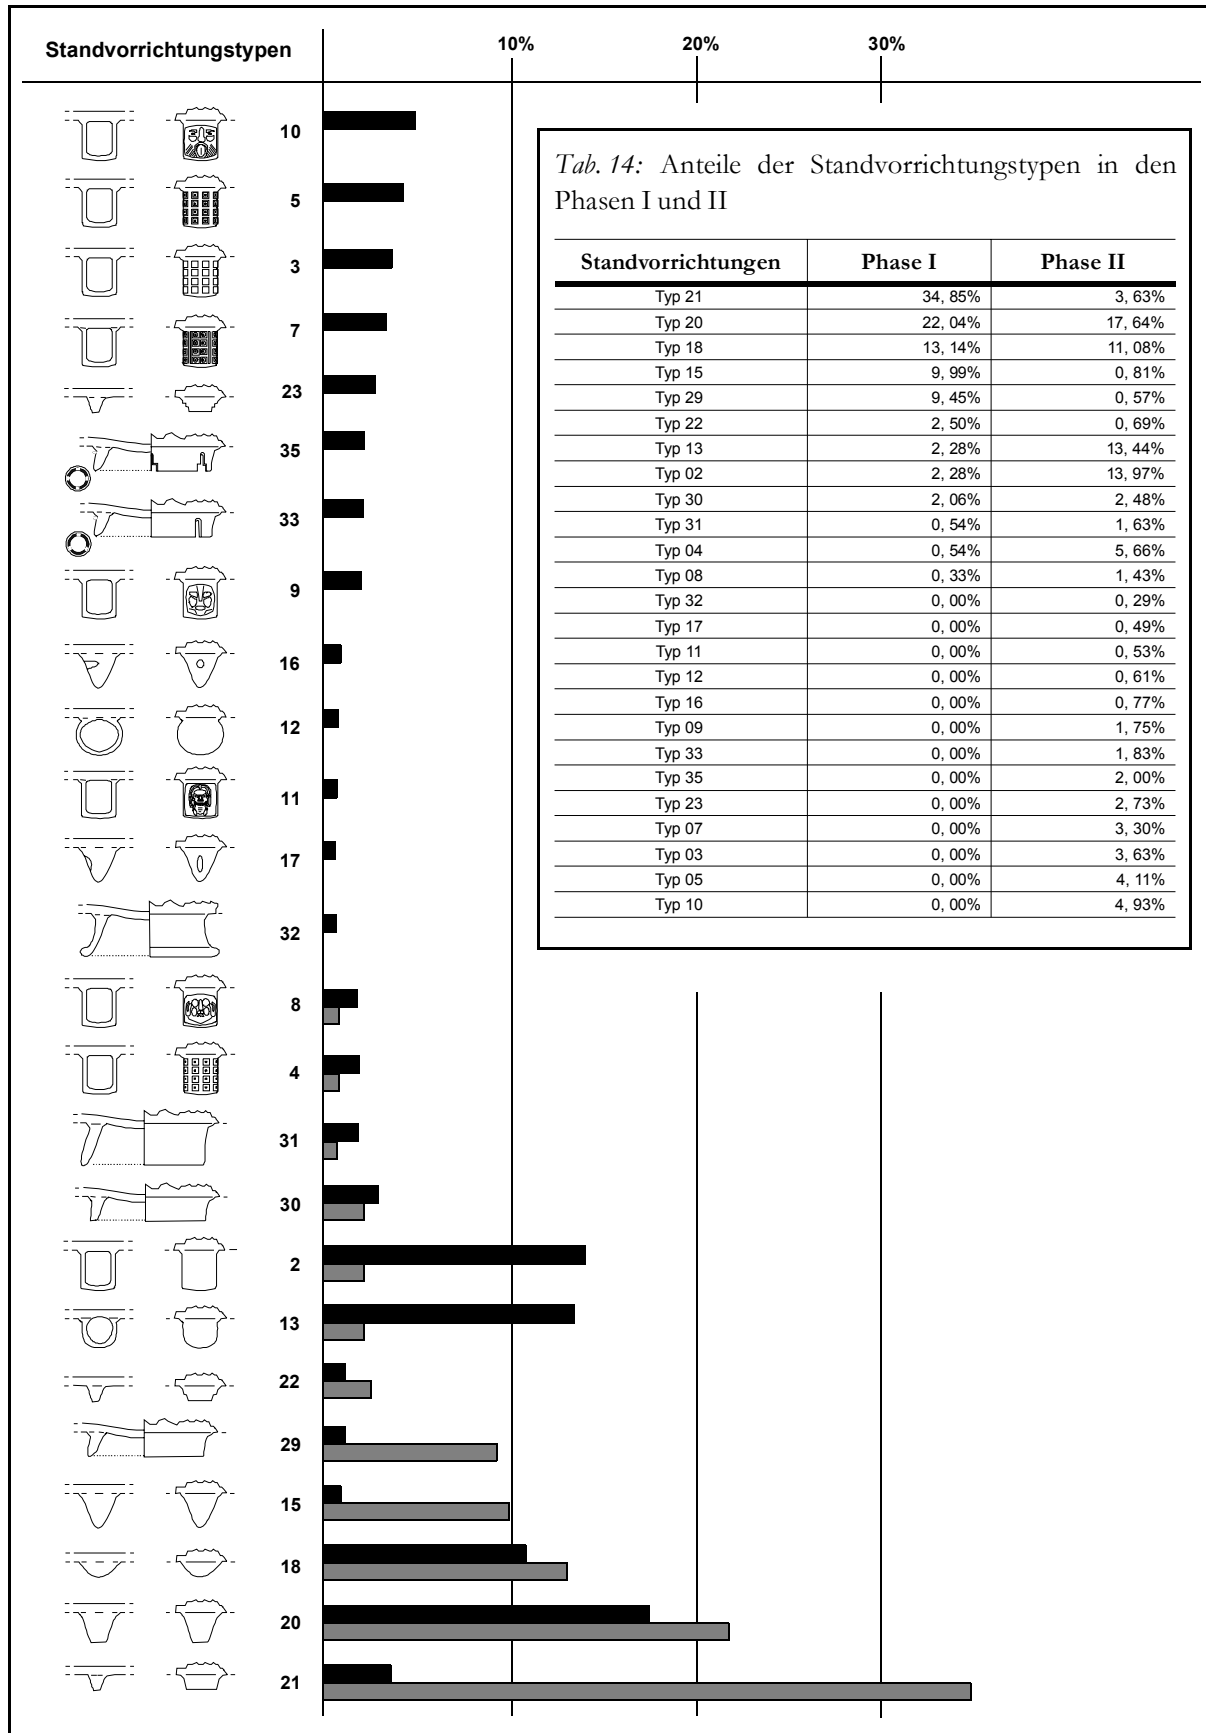 Standvorrichtungstypen 10% 20% 30%
10
5
3
7
23
35
33
9
16
12
11
17
32
8
4
31
30
2
13
22
29
15
18
20
21
Tab. 14: Anteile der Standvorrichtungstypen in den
Phasen I und II
Standvorrichtungen Phase I Phase II
Typ 21 34, 85% 3, 63%
Typ 20 22, 04% 17, 64%
Typ 18 13, 14% 11, 08%
Typ 15 9, 99% 0, 81%
Typ 29 9, 45% 0, 57%
Typ 22 2, 50% 0, 69%
Typ 13 2, 28% 13, 44%
Typ 02 2, 28% 13, 97%
Typ 30 2, 06% 2, 48%
Typ 31 0, 54% 1, 63%
Typ 04 0, 54% 5, 66%
Typ 08 0, 33% 1, 43%
Typ 32 0, 00% 0, 29%
Typ 17 0, 00% 0, 49%
Typ 11 0, 00% 0, 53%
Typ 12 0, 00% 0, 61%
Typ 16 0, 00% 0, 77%
Typ 09 0, 00% 1, 75%
Typ 33 0, 00% 1, 83%
Typ 35 0, 00% 2, 00%
Typ 23 0, 00% 2, 73%
Typ 07 0, 00% 3, 30%
Typ 03 0, 00% 3, 63%
Typ 05 0, 00% 4, 11%
Typ 10 0, 00% 4, 93%